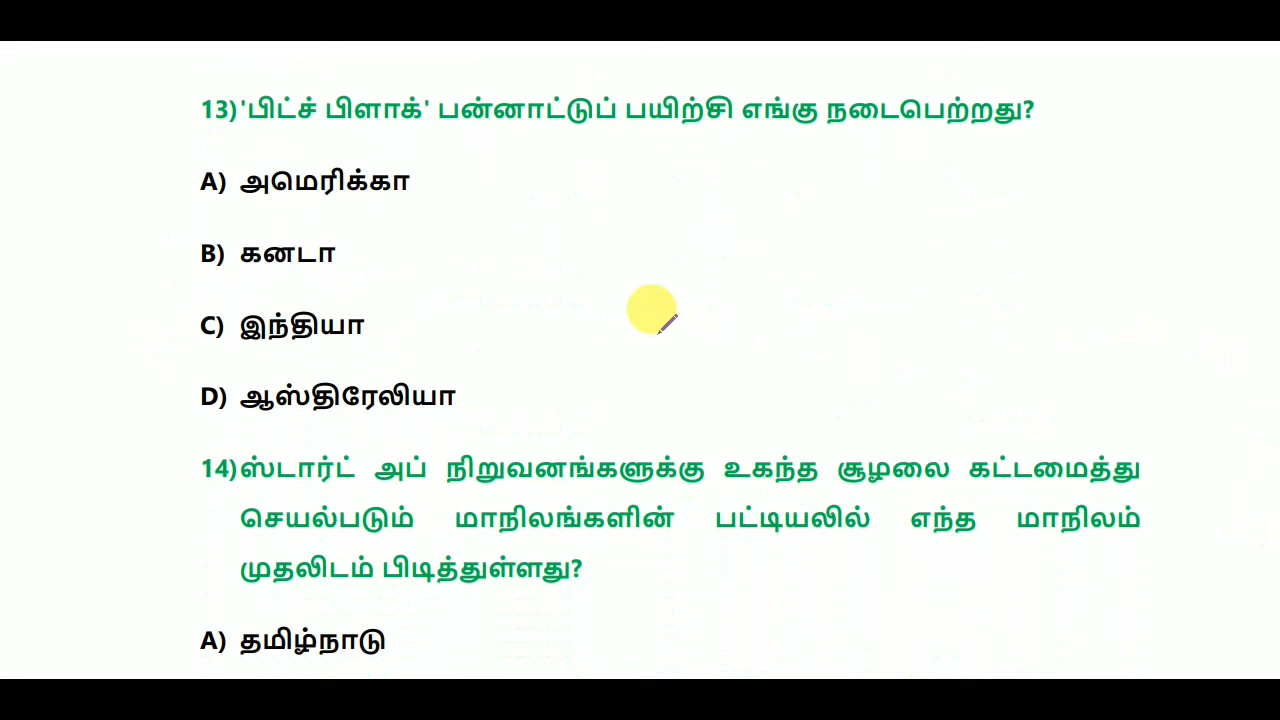 13) 'பிட்ச் பிளாக்' பன்னாட்டுப் பயிற்சி எங்கு நடைபெற்றது?
A) அமெரிக்கா
B) கனடா
C) இந்தியா
D) ஆஸ்திரேலியா
14) ஸ்டார்ட் அப் நிறுவனங்களுக்கு உகந்த சூழலை கட்டமைத்து
செயல்படும் மாநிலங்களின் பட்டியலில் எந்த மாநிலம்
முதலிடம் பிடித்துள்ளது?
A) தமிழ்நாடு